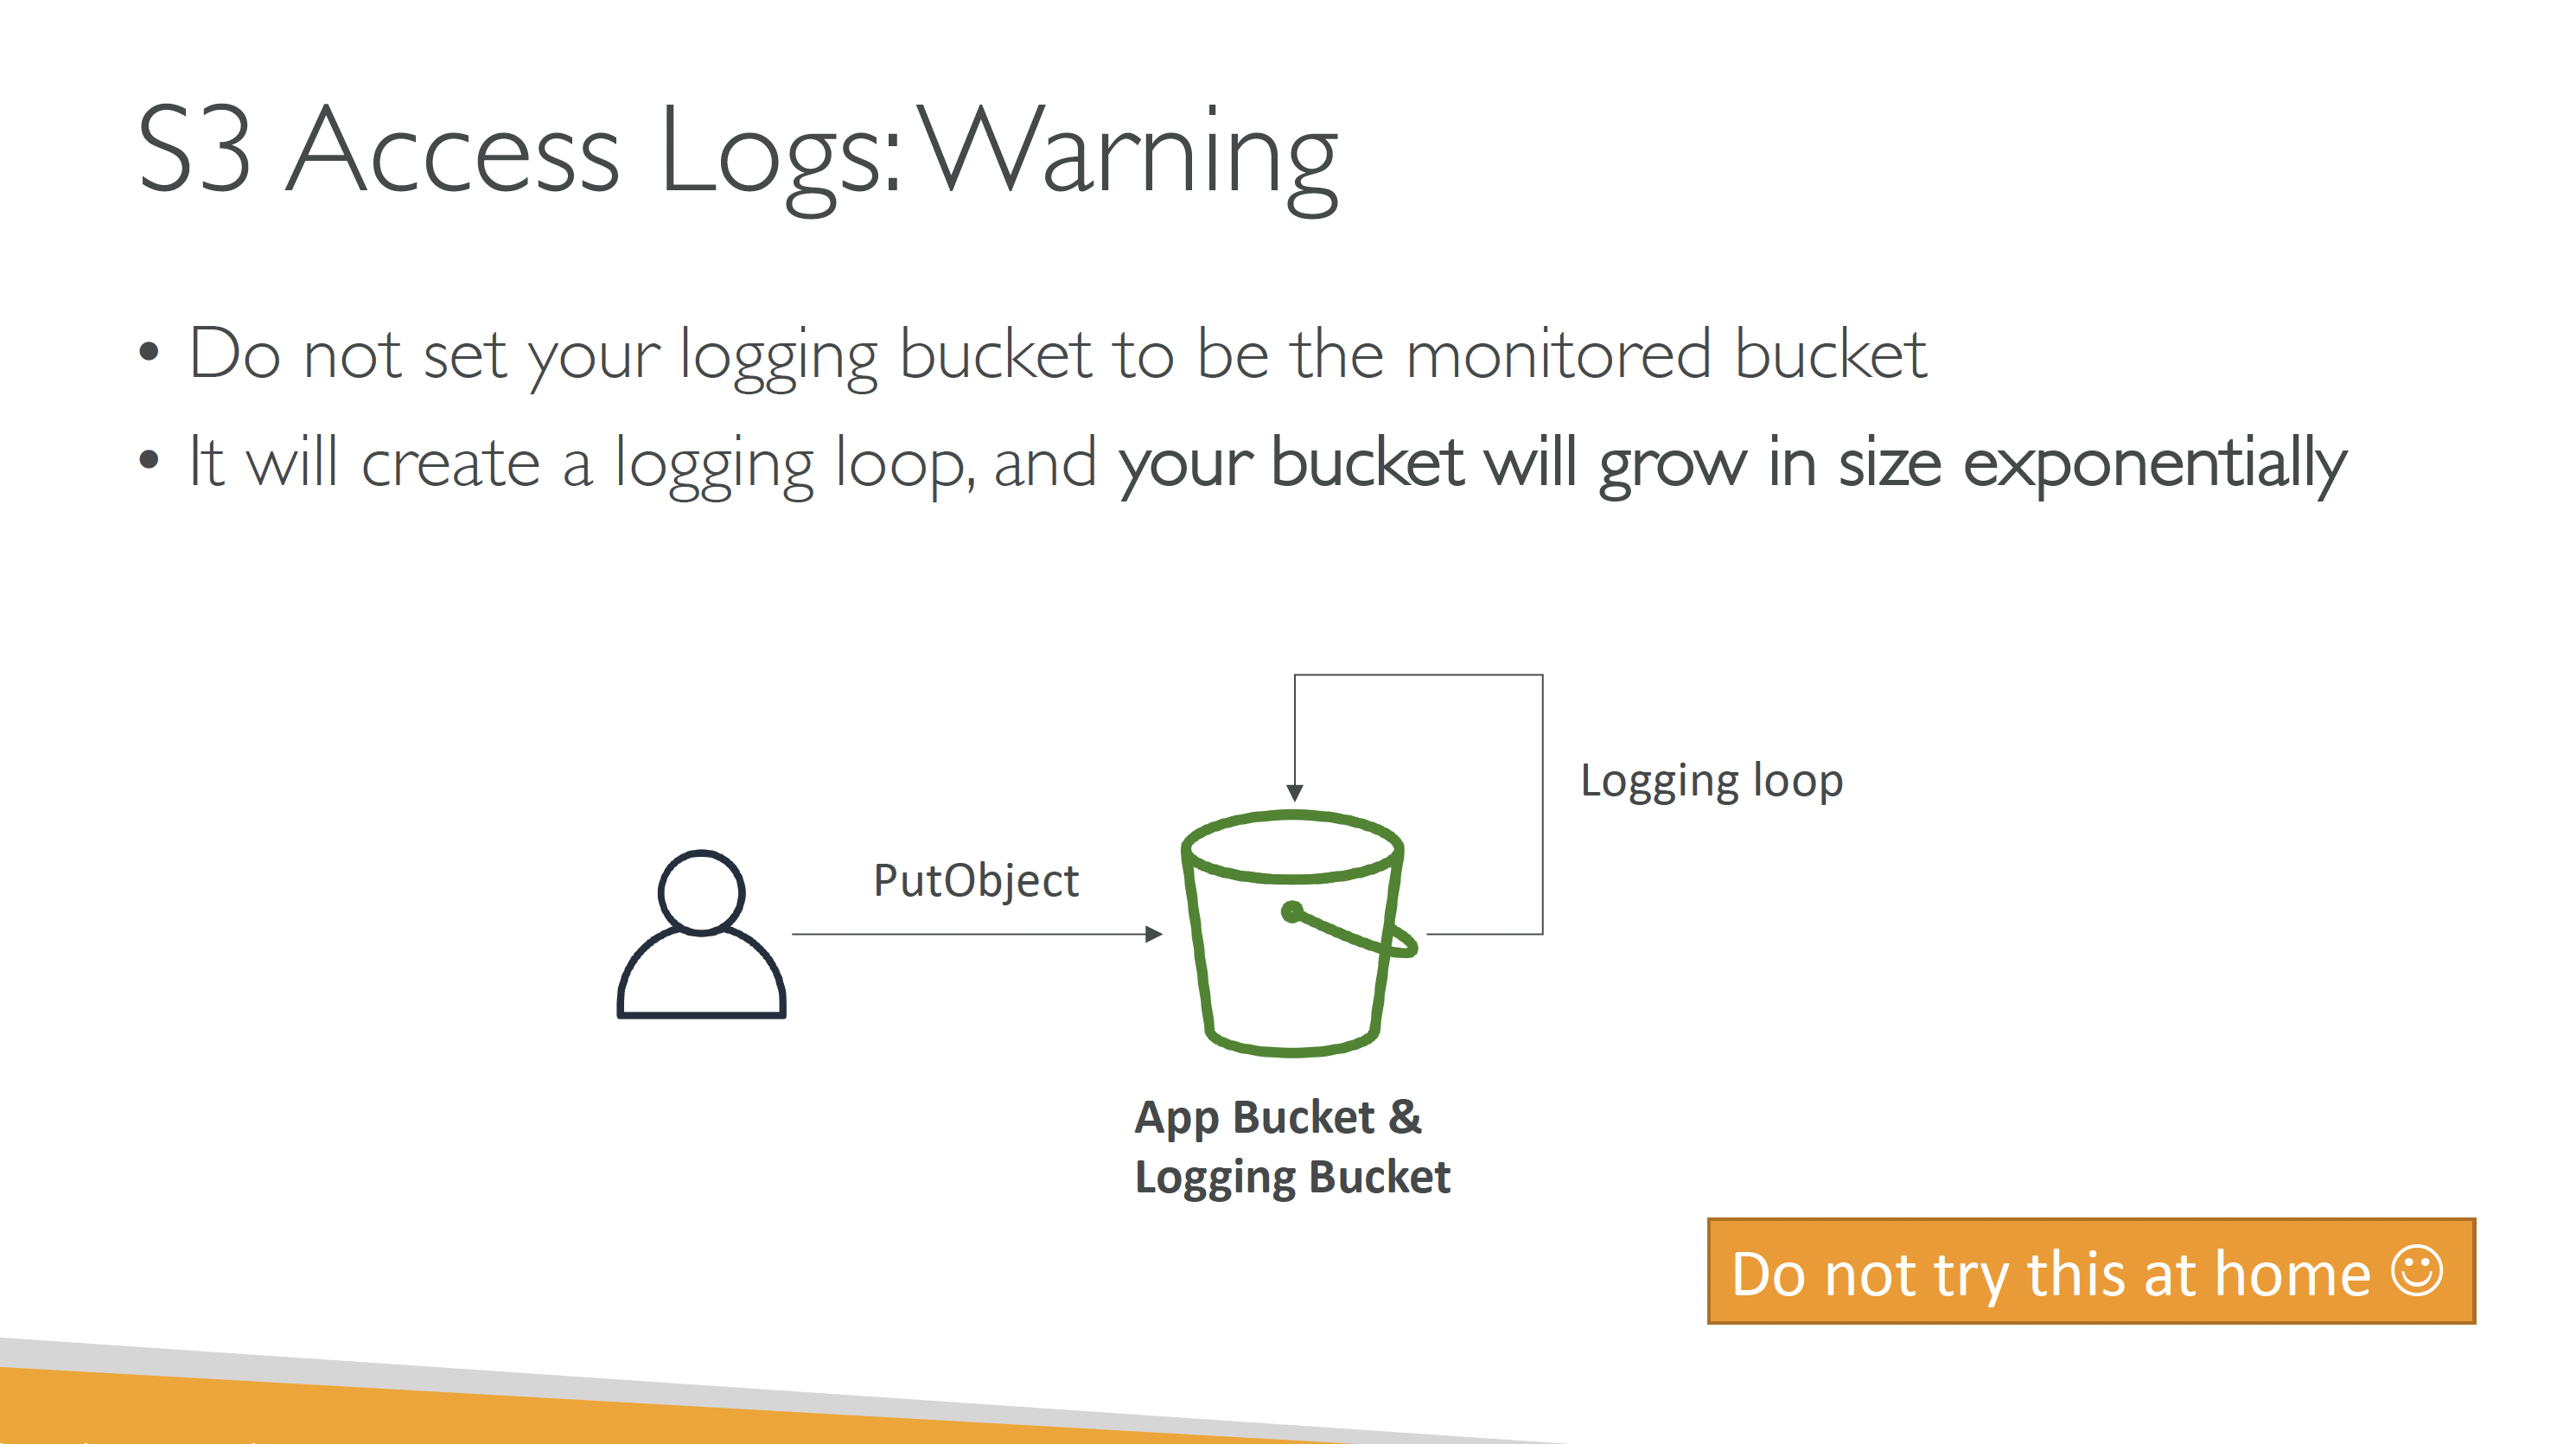 S3 Access Logs: Warning
• Do not set your logging bucket to be the monitored bucket
• It will create a logging loop, and your bucket will grow in size exponentially
Logging loop
PutObject
App Bucket &
Logging Bucket
Do not try this at home ☺